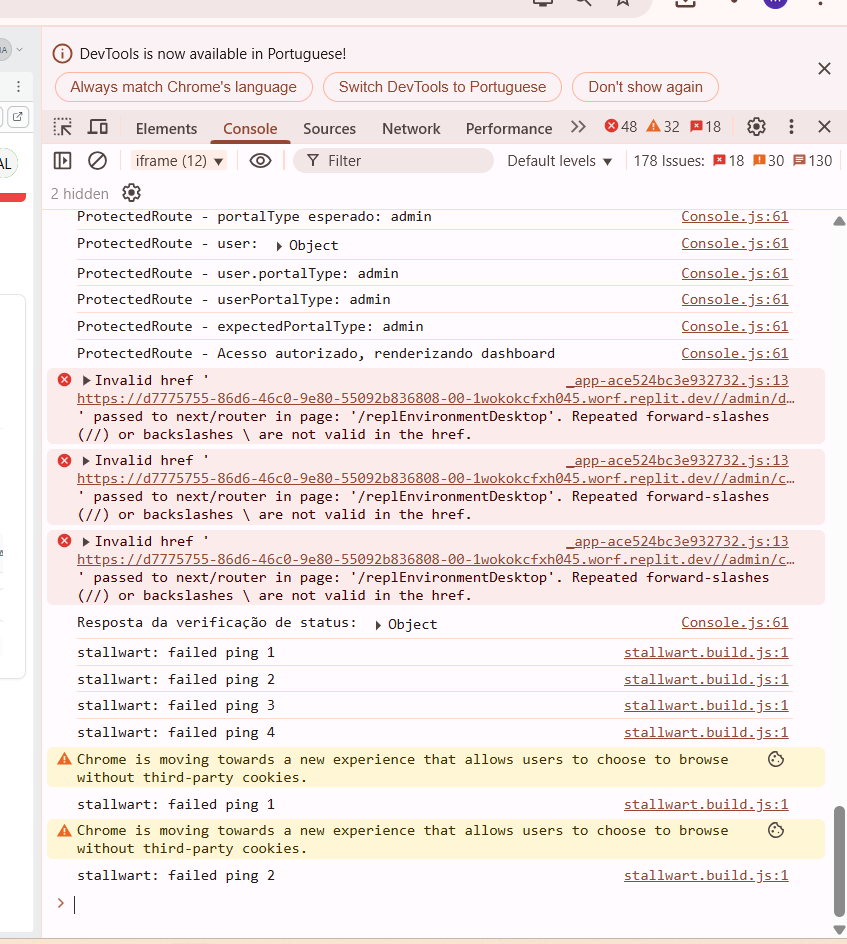 DevTools is now available in Portuguese!
Always match Chrome's language Switch DevTools to Portuguese Don't show again
Elements Console Sources Network Performance 48 32 18
iframe (12) Filter Default levels 178 Issues: 18 30 130
2 hidden
AL
ProtectedRoute - portalType esperado: admin Console.js:61
ProtectedRoute - user: Object Console.js:61
ProtectedRoute - user.portalType: admin Console.js:61
ProtectedRoute - userPortalType: admin Console.js:61
ProtectedRoute - expectedPortalType: admin Console.js:61
ProtectedRoute - Acesso autorizado, renderizando dashboard Console.js:61
Invalid href ' _app-ace524bc3e932732.js:13
https://d7775755-86d6-46c0-9e80-55092b836808-00-1wokokcfxh045.worf.replit.dev//admin/d…
' passed to next/router in page: '/replEnvironmentDesktop'. Repeated forward-slashes
(//) or backslashes \ are not valid in the href.
Invalid href ' _app-ace524bc3e932732.js:13
https://d7775755-86d6-46c0-9e80-55092b836808-00-1wokokcfxh045.worf.replit.dev//admin/c…
' passed to next/router in page: '/replEnvironmentDesktop'. Repeated forward-slashes
(//) or backslashes \ are not valid in the href.
Invalid href ' _app-ace524bc3e932732.js:13
https://d7775755-86d6-46c0-9e80-55092b836808-00-1wokokcfxh045.worf.replit.dev//admin/c…
' passed to next/router in page: '/replEnvironmentDesktop'. Repeated forward-slashes
(//) or backslashes \ are not valid in the href.
Resposta da verificação de status: Object Console.js:61
stallwart: failed ping 1 stallwart.build.js:1
stallwart: failed ping 2 stallwart.build.js:1
stallwart: failed ping 3 stallwart.build.js:1
stallwart: failed ping 4 stallwart.build.js:1
Chrome is moving towards a new experience that allows users to choose to browse
without third-party cookies.
stallwart: failed ping 1 stallwart.build.js:1
Chrome is moving towards a new experience that allows users to choose to browse
without third-party cookies.
stallwart: failed ping 2 stallwart.build.js:1